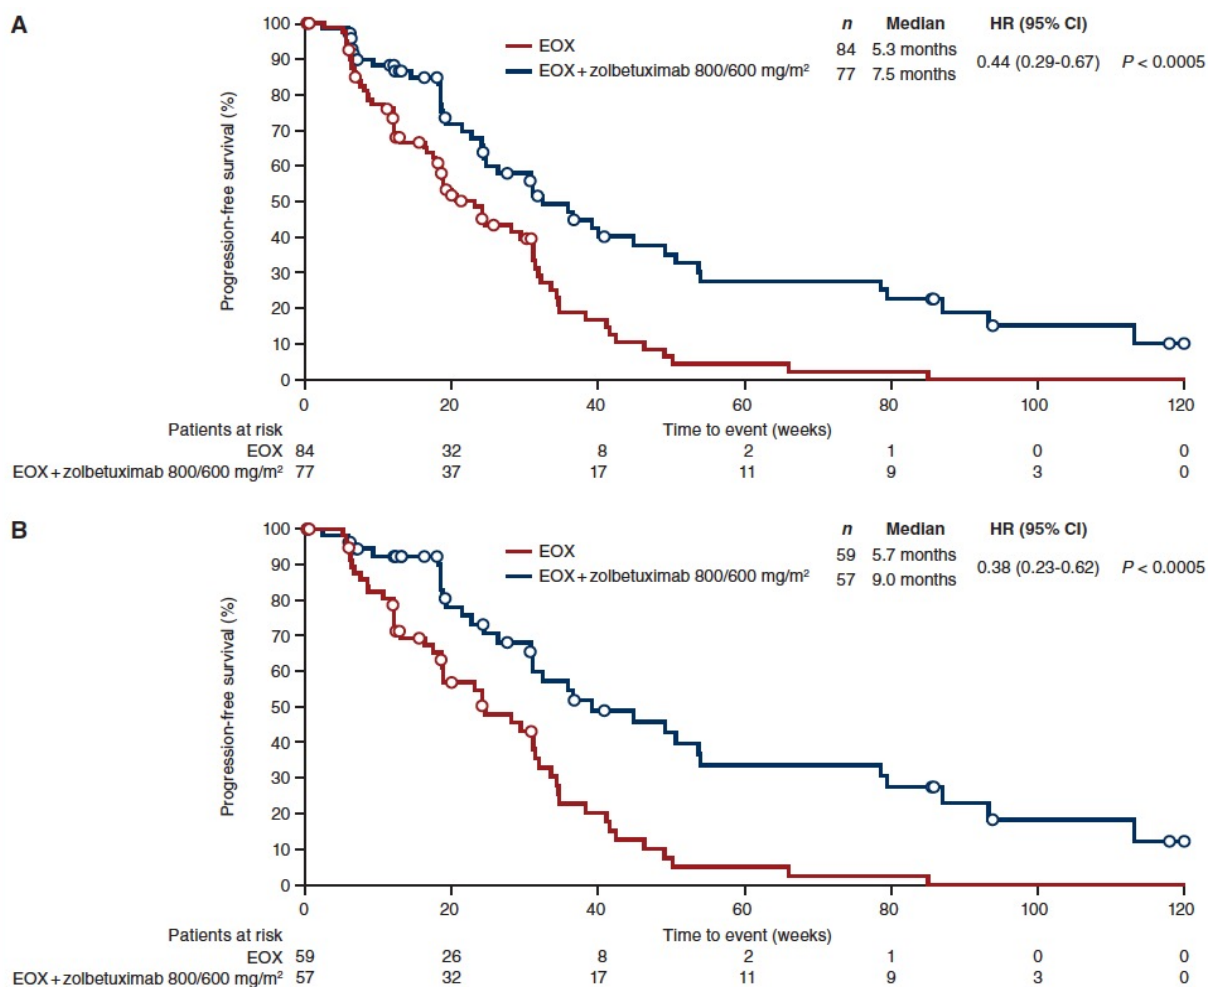 A
Progression-free survival (%)
100
90
80
70
60
50
40
30
20
10
0
EOX
EOX + zolbetuximab 800/600 mg/m²
n Median HR (95% CI)
84 5.3 months
0.44 (0.29-0.67) P < 0.0005
77 7.5 months
0 20 40 60 80 100 120
Patients at risk Time to event (weeks)
EOX 84 32 8 2 1 0 0
EOX + zolbetuximab 800/600 mg/m² 77 37 17 11 9 3 0
B
Progression-free survival (%)
100
90
80
70
60
50
40
30
20
10
0
EOX
EOX + zolbetuximab 800/600 mg/m²
n Median HR (95% CI)
59 5.7 months
0.38 (0.23-0.62) P < 0.0005
57 9.0 months
0 20 40 60 80 100 120
Patients at risk Time to event (weeks)
EOX 59 26 8 2 1 0 0
EOX + zolbetuximab 800/600 mg/m² 57 32 17 11 9 3 0